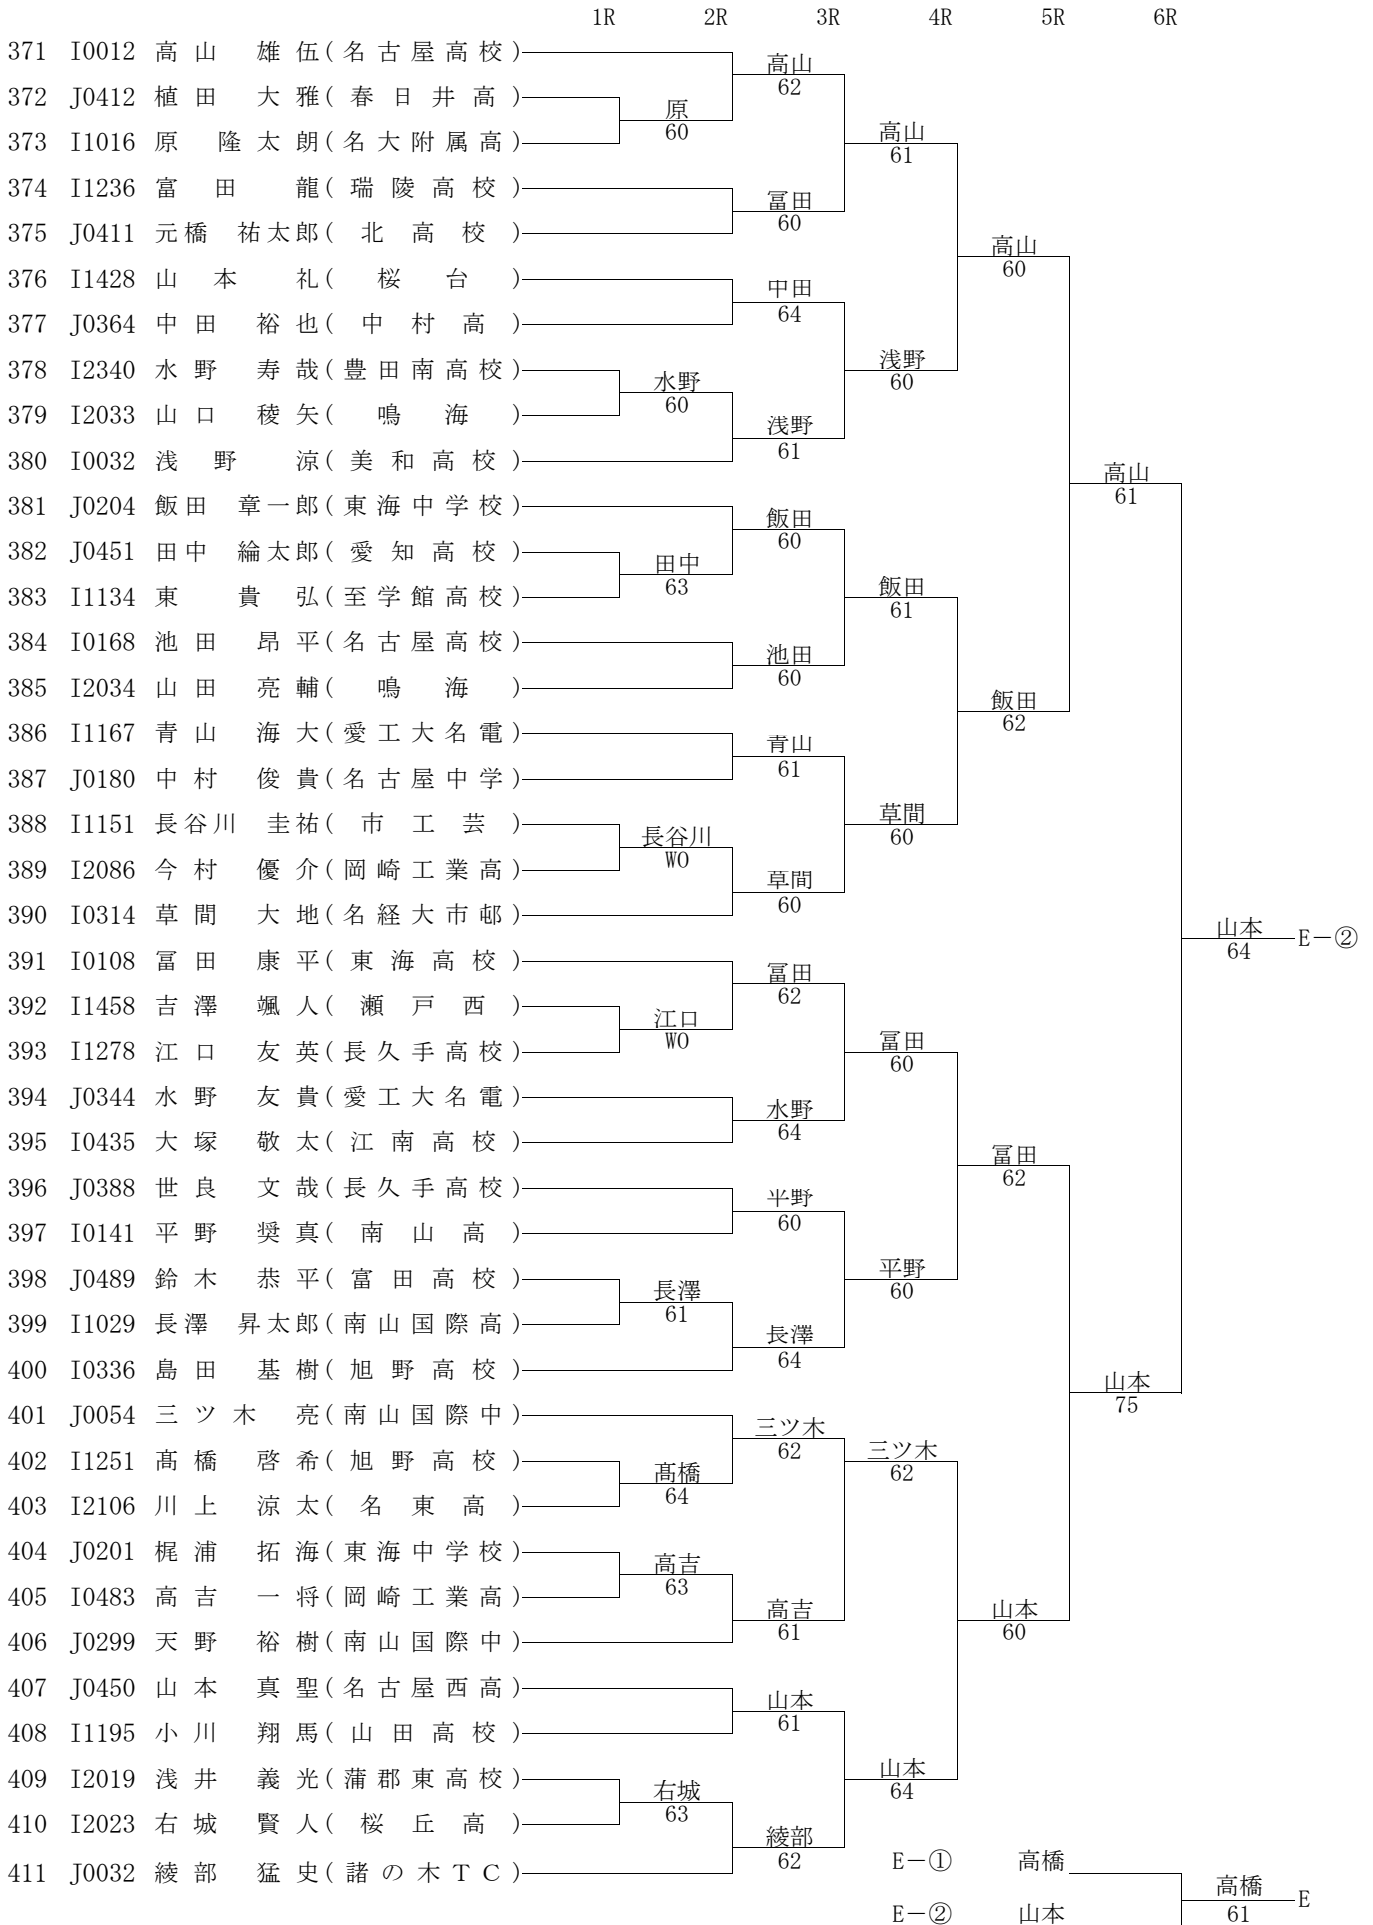 1R 2R 3R 4R 5R 6R
371 I0012 高山 雄伍(名古屋高校)
高山
62
372 J0412 植田 大雅(春日井高)
原
60
373 I1016 原 隆太朗(名大附属高)
高山
61
374 I1236 富田 龍(瑞陵高校)
冨田
60
375 J0411 元橋 祐太郎(北高校)
高山
60
376 I1428 山本 礼(桜台)
中田
64
377 J0364 中田 裕也(中村高)
378 I2340 水野 寿哉(豊田南高校)
浅野
60
水野
60
379 I2033 山口 稜矢(鳴海)
浅野
61
380 I0032 浅野 涼(美和高校)
高山
61
381 J0204 飯田 章一郎(東海中学校)
飯田
60
382 J0451 田中 綸太郎(愛知高校)
田中
63
383 I1134 東 貴弘(至学館高校)
飯田
61
384 I0168 池田 昂平(名古屋高校)
池田
60
385 I2034 山田 亮輔(鳴海)
飯田
62
386 I1167 青山 海大(愛工大名電)
青山
61
387 J0180 中村 俊貴(名古屋中学)
388 I1151 長谷川 圭祐(市工芸)
草間
60
長谷川
WO
389 I2086 今村 優介(岡崎工業高)
草間
60
390 I0314 草間 大地(名経大市邨)
山本
64
E－②
391 I0108 冨田 康平(東海高校)
冨田
62
392 I1458 吉澤 颯人(瀬戸西)
江口
WO
393 I1278 江口 友英(長久手高校)
冨田
60
394 J0344 水野 友貴(愛工大名電)
水野
64
395 I0435 大塚 敬太(江南高校)
冨田
62
396 J0388 世良 文哉(長久手高校)
平野
60
397 I0141 平野 奨真(南山高)
398 J0489 鈴木 恭平(富田高校)
平野
60
長澤
61
399 I1029 長澤 昇太郎(南山国際高)
長澤
64
400 I0336 島田 基樹(旭野高校)
山本
75
401 J0054 三ツ木 亮(南山国際中)
三ツ木
62
402 I1251 髙橋 啓希(旭野高校)
三ツ木
62
髙橋
64
403 I2106 川上 涼太(名東高)
404 J0201 梶浦 拓海(東海中学校)
高吉
63
405 I0483 高吉 一将(岡崎工業高)
高吉
61
山本
60
406 J0299 天野 裕樹(南山国際中)
407 J0450 山本 真聖(名古屋西高)
山本
61
408 I1195 小川 翔馬(山田高校)
409 I2019 浅井 義光(蒲郡東高校)
山本
64
右城
63
410 I2023 右城 賢人(桜丘高)
綾部
62
411 J0032 綾部 猛史(諸の木ＴＣ)
E－① 高橋
高橋
61
E
E－② 山本